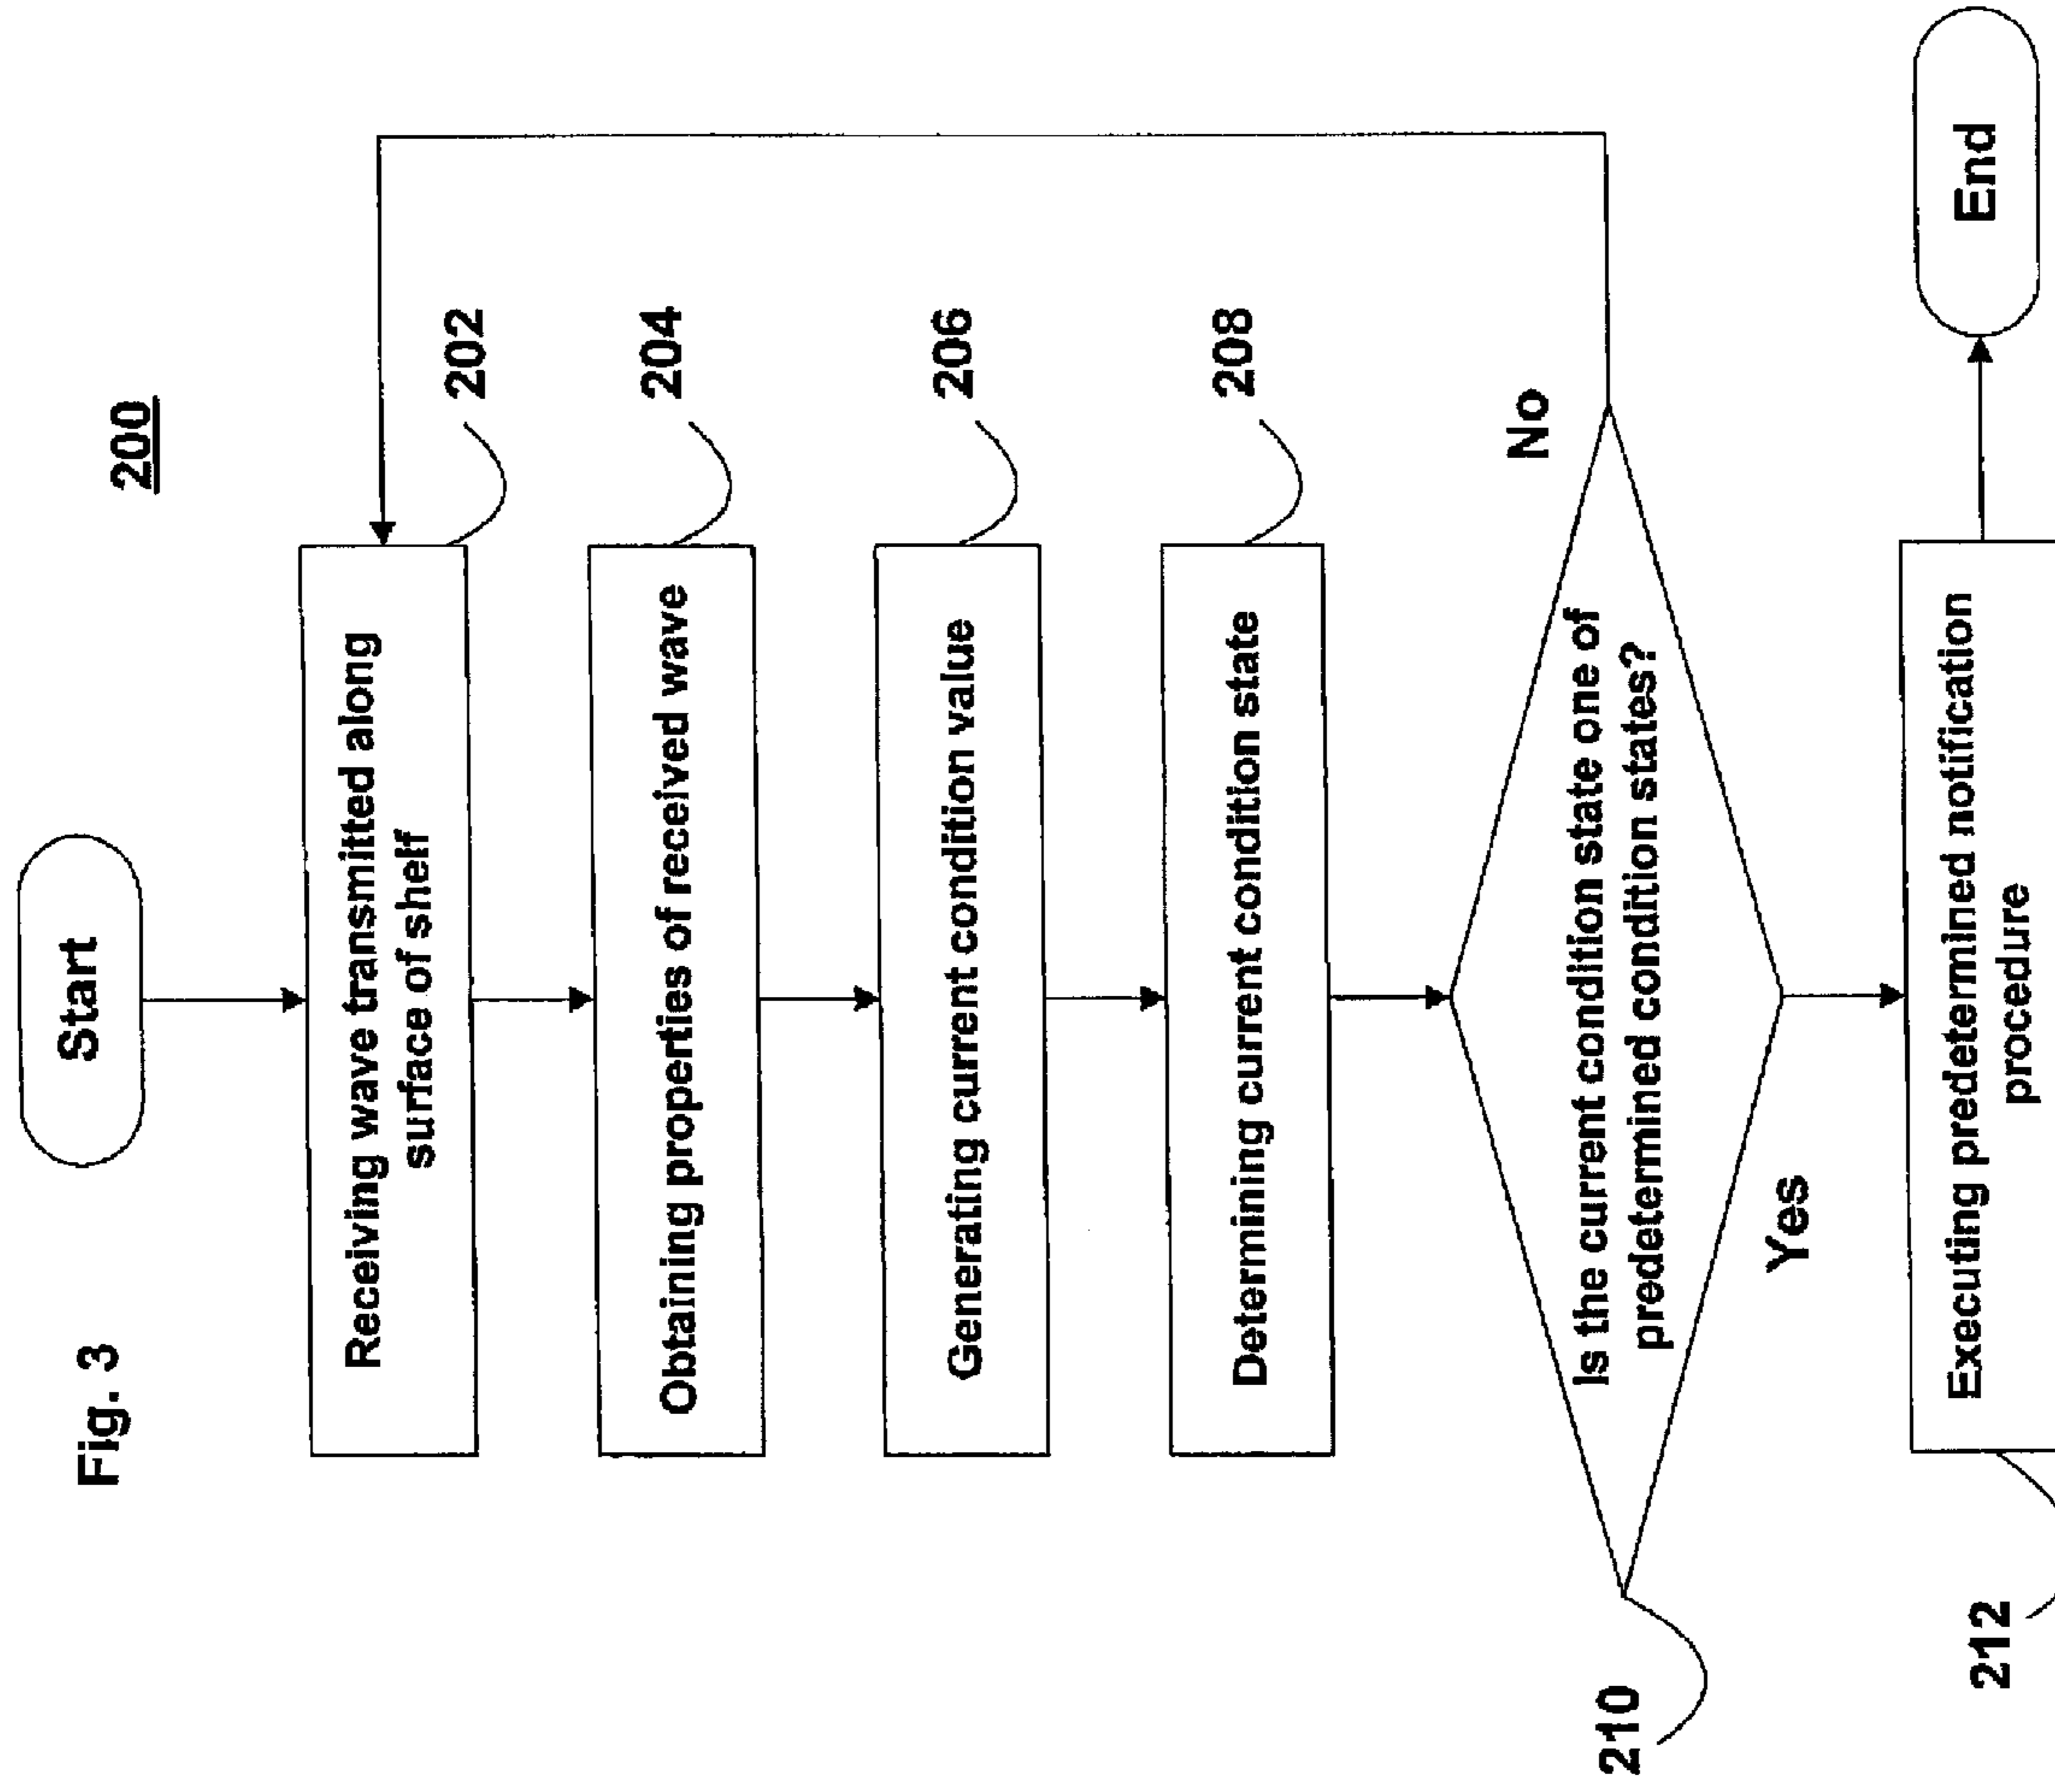 Fig. 3
200
Start
Receiving wave transmitted along
surface of shelf
202
Obtaining properties of received wave
204
Generating current condition value
206
Determining current condition state
208
Is the current condition state one of
predetermined condition states?
210
No
Yes
Executing predetermined notification
procedure
212
End